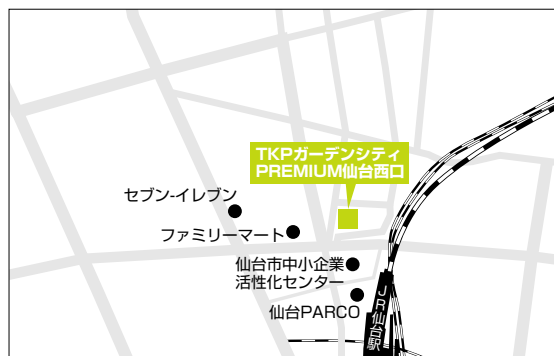 TKPガーデンシティ
PREMIUM仙台西口
セブン-イレブン
ファミリーマート
仙台市中小企業
活性化センター
仙台PARCO
JR仙台駅